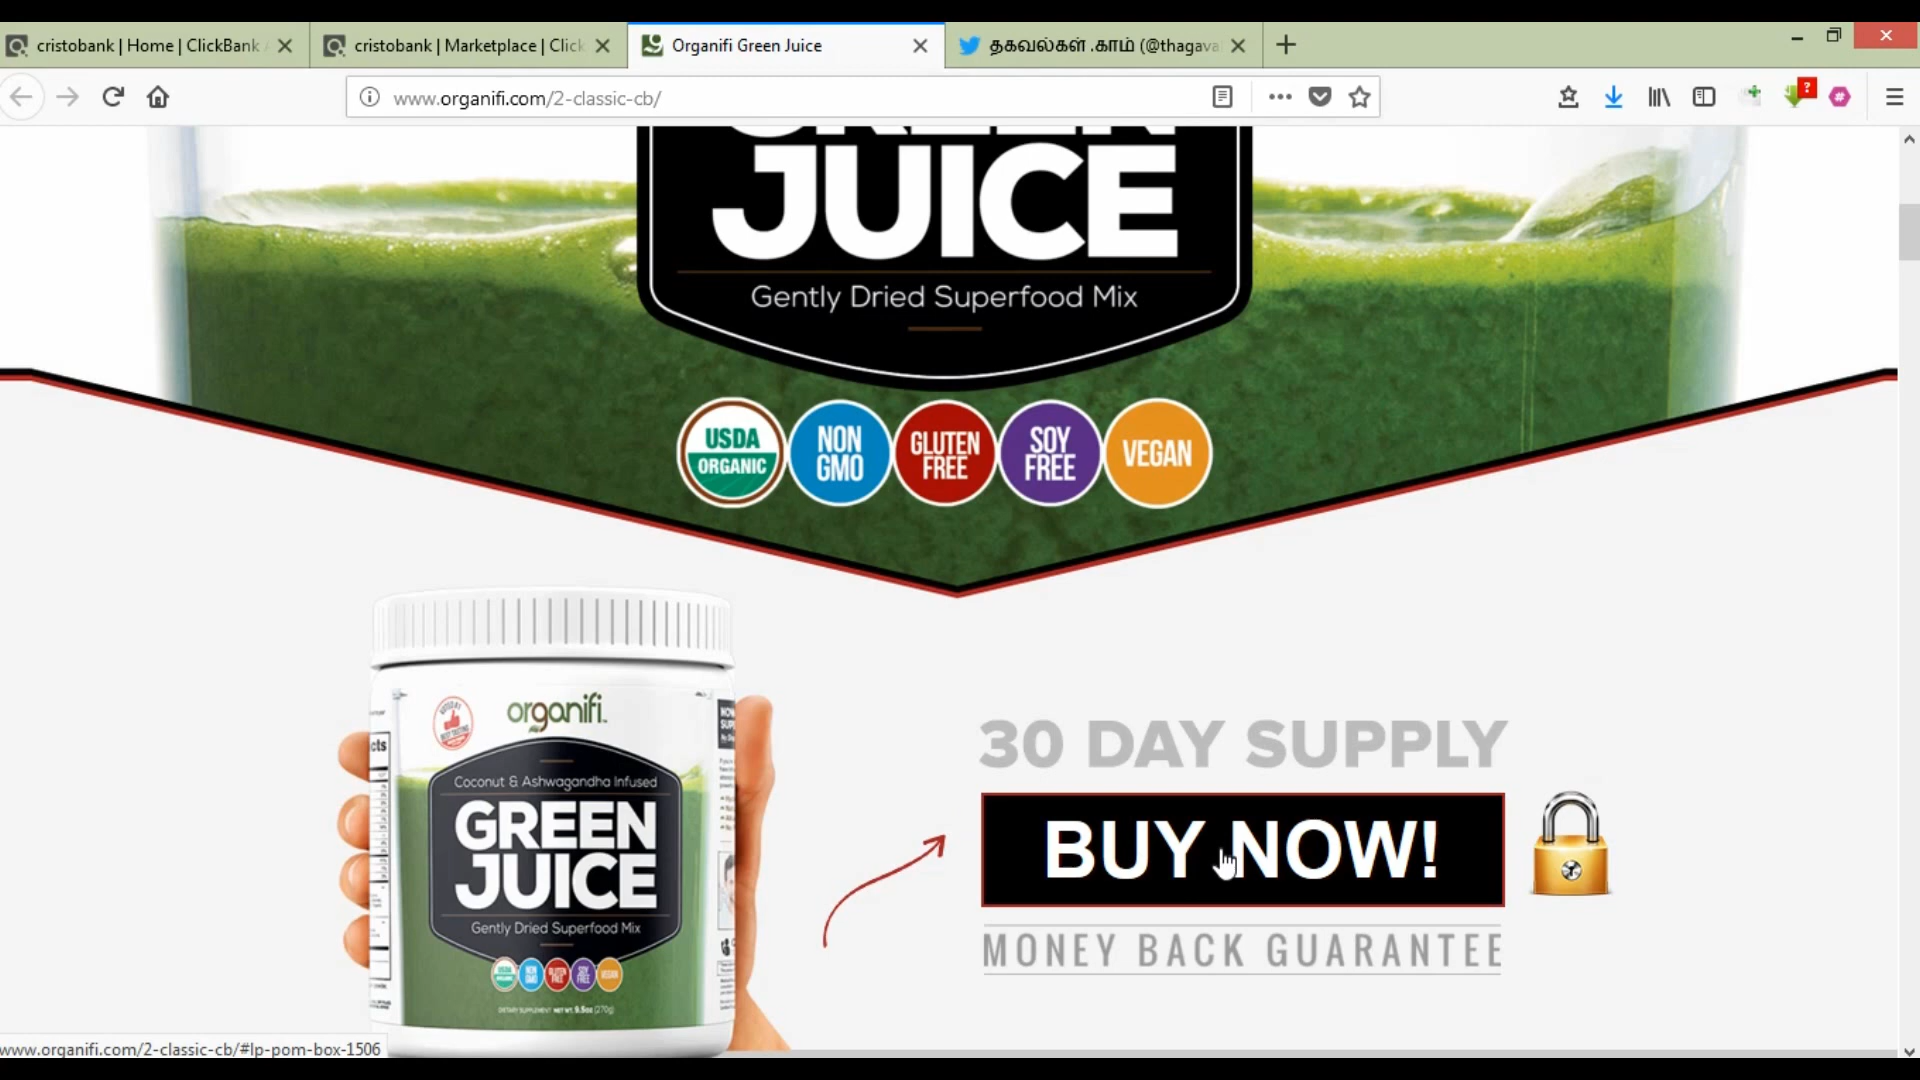 cristobank | Home | ClickBank
cristobank | Marketplace | Click
Organifi Green Juice
தகவல்கள் .காம் (@thagava
www.organifi.com/2-classic-cb/
GREEN
JUICE
Gently Dried Superfood Mix
USDA
ORGANIC
NON
GMO
GLUTEN
FREE
SOY
FREE
VEGAN
organifi
Coconut & Ashwagandha Infused
GREEN
JUICE
Gently Dried Superfood Mix
30 DAY SUPPLY
BUY NOW!
MONEY BACK GUARANTEE
www.organifi.com/2-classic-cb/#lp-pom-box-1506